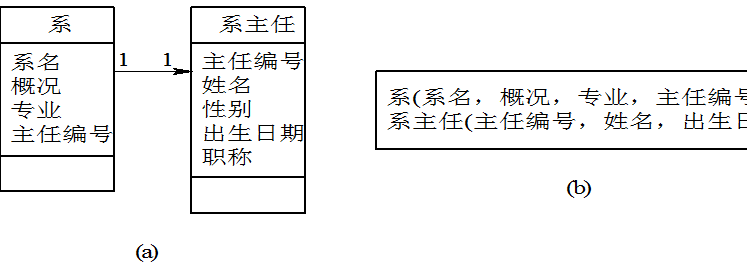 系
系名
概况
专业
主任编号
1 1
系主任
主任编号
姓名
性别
出生日期
职称
(a)
系(系名，概况，专业，主任编号
系主任(主任编号，姓名，出生日
(b)